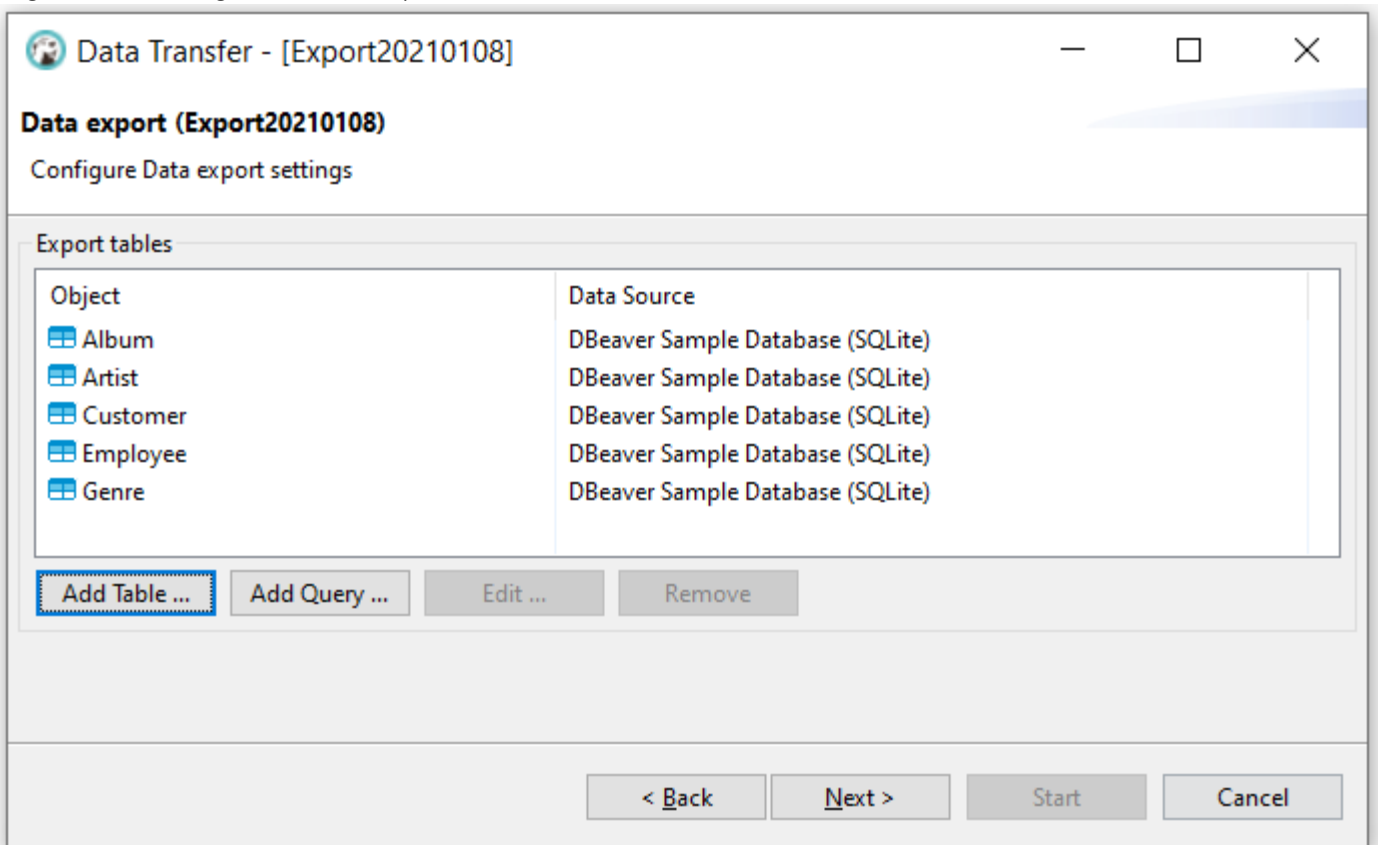 Data Transfer - [Export20210108]
Data export (Export20210108)
Configure Data export settings
Export tables
Object Data Source
Album DBeaver Sample Database (SQLite)
Artist DBeaver Sample Database (SQLite)
Customer DBeaver Sample Database (SQLite)
Employee DBeaver Sample Database (SQLite)
Genre DBeaver Sample Database (SQLite)
Add Table ... Add Query ... Edit ... Remove
< Back Next > Start Cancel